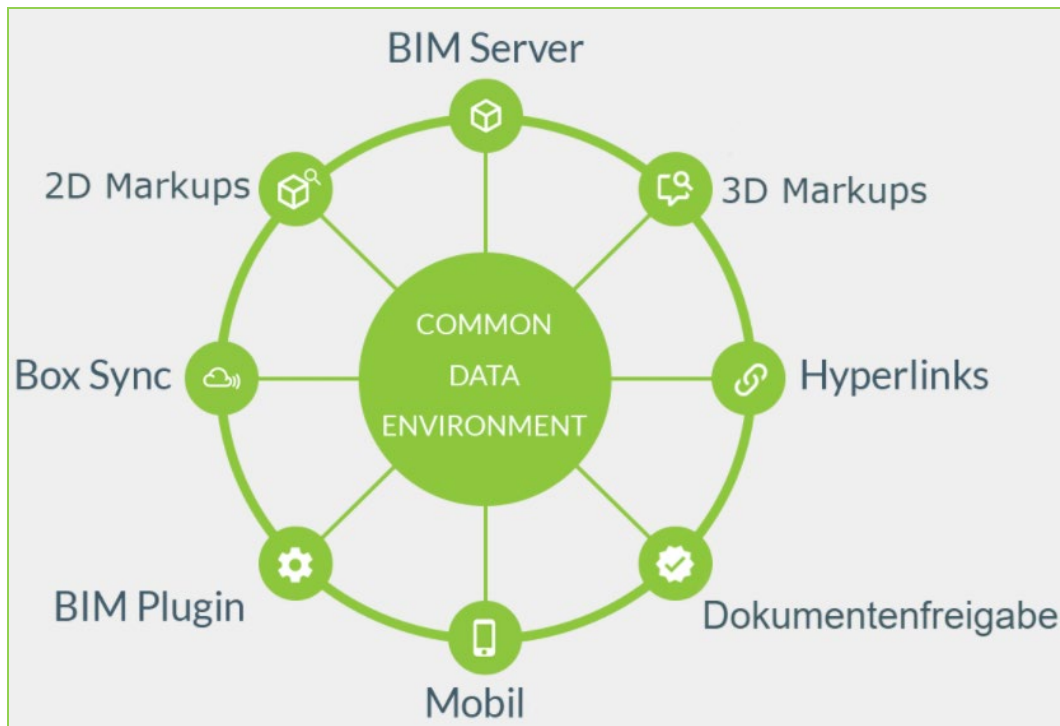 BIM Server
2D Markups
3D Markups
COMMON
DATA
ENVIRONMENT
Box Sync
Hyperlinks
BIM Plugin
Dokumentenfreigabe
Mobil